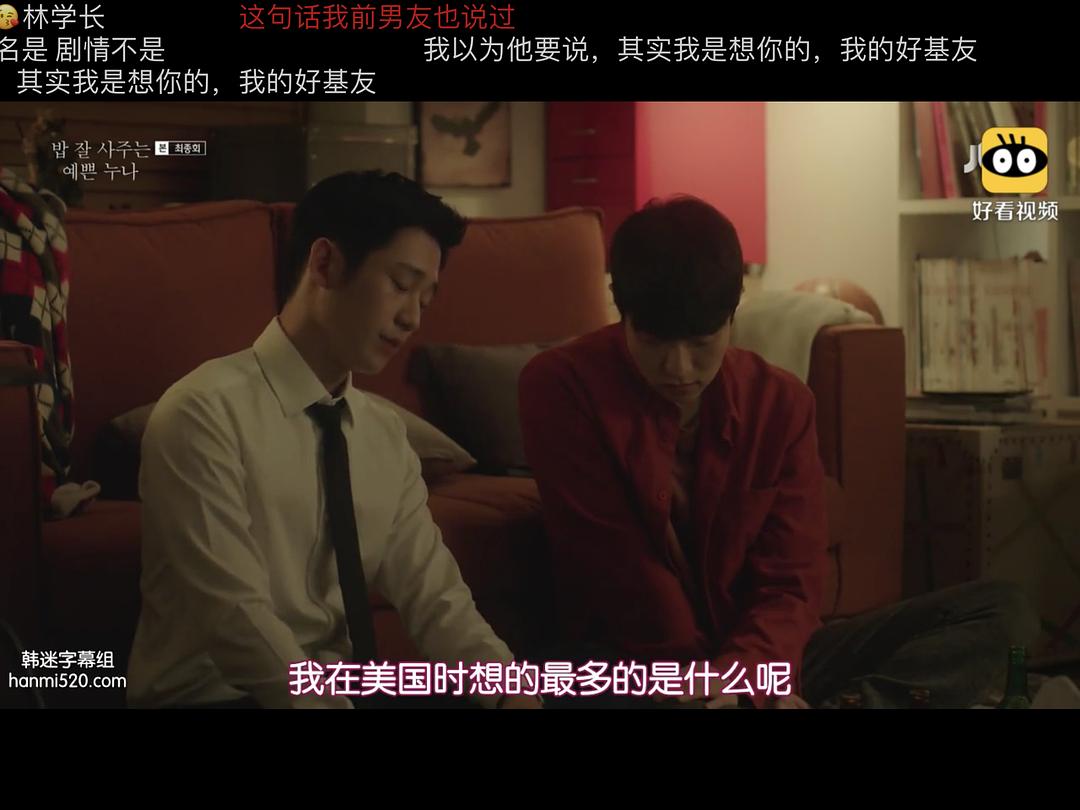 😘林学长
这句话我前男友也说过
名是 剧情不是
我以为他要说，其实我是想你的，我的好基友
其实我是想你的，我的好基友
밥 잘 사주는
예쁜 누나
본 최종회
好看视频
韩迷字幕组
hanmi520.com
我在美国时想的最多的是什么呢